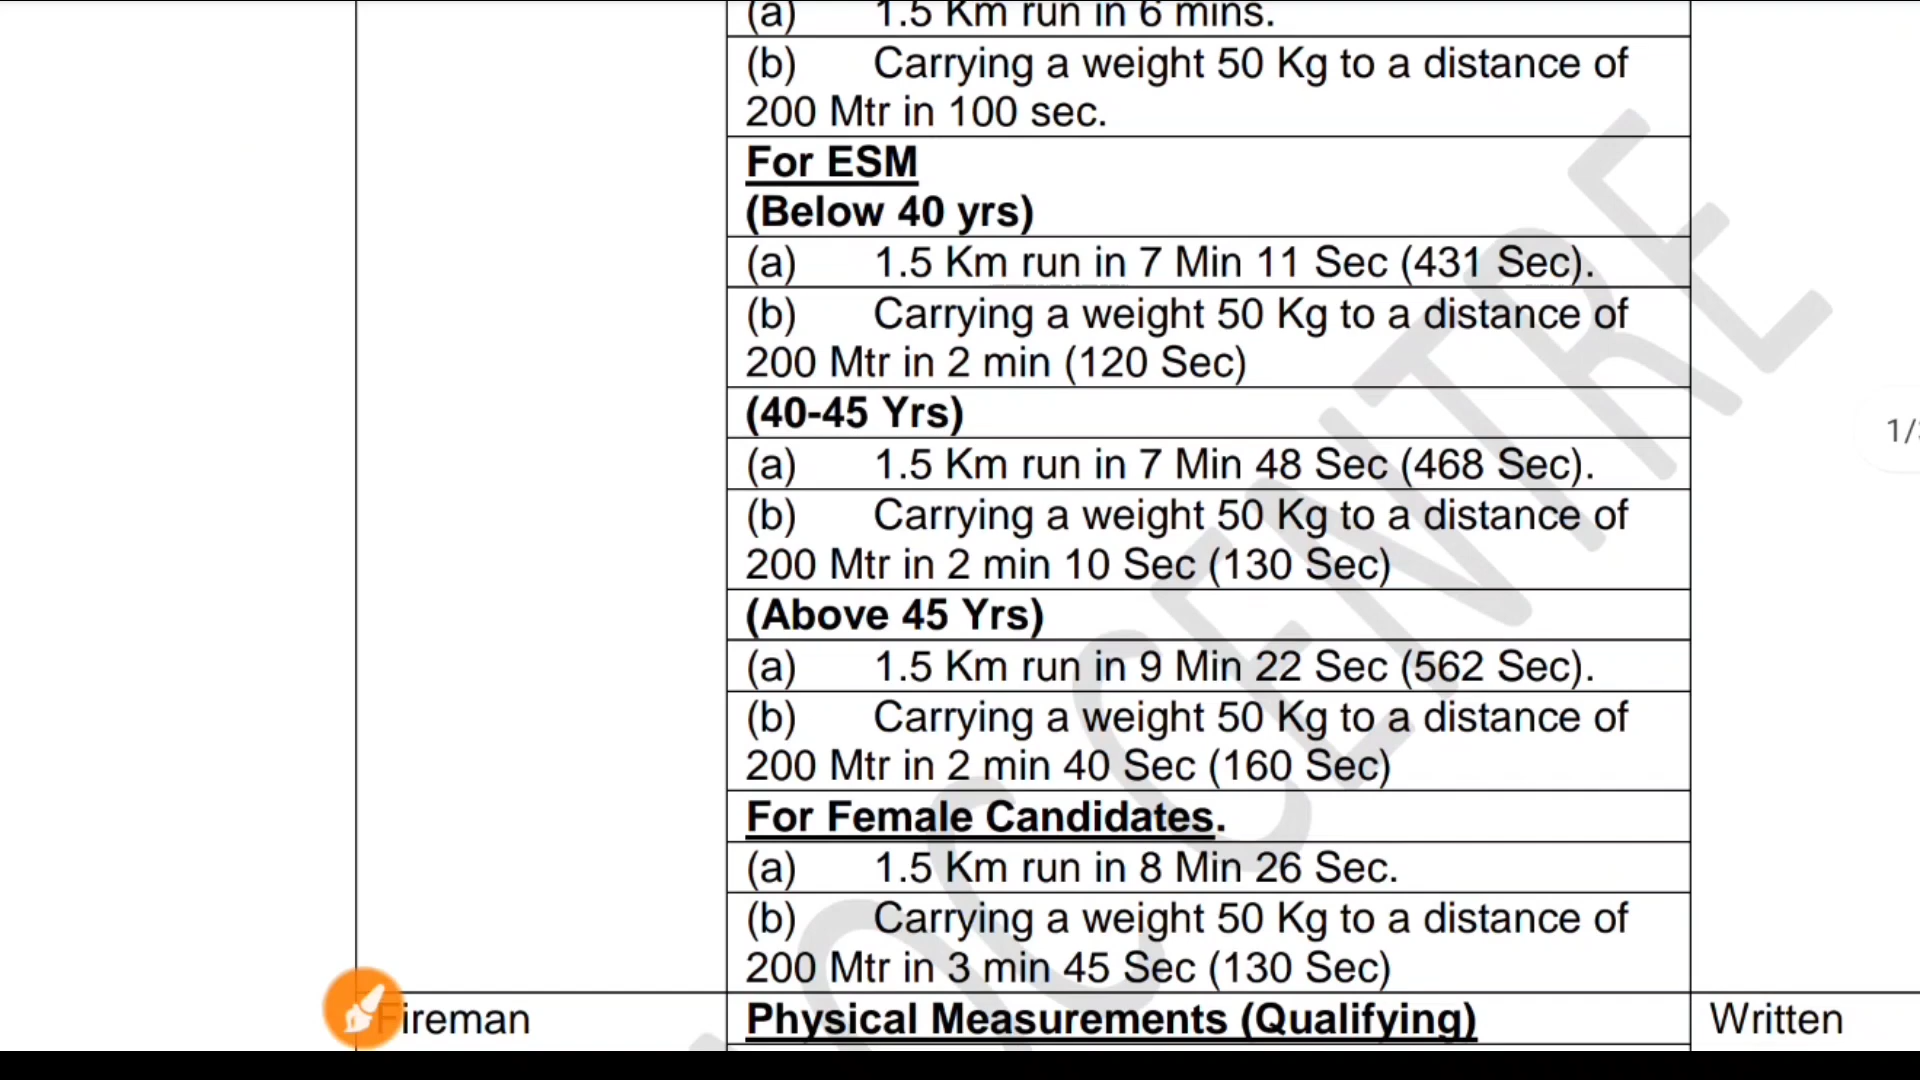 (a) 1.5 Km run in 6 mins.
(b) Carrying a weight 50 Kg to a distance of
200 Mtr in 100 sec.
For ESM
(Below 40 yrs)
(a) 1.5 Km run in 7 Min 11 Sec (431 Sec).
(b) Carrying a weight 50 Kg to a distance of
200 Mtr in 2 min (120 Sec)
(40-45 Yrs)
(a) 1.5 Km run in 7 Min 48 Sec (468 Sec).
(b) Carrying a weight 50 Kg to a distance of
200 Mtr in 2 min 10 Sec (130 Sec)
(Above 45 Yrs)
(a) 1.5 Km run in 9 Min 22 Sec (562 Sec).
(b) Carrying a weight 50 Kg to a distance of
200 Mtr in 2 min 40 Sec (160 Sec)
For Female Candidates.
(a) 1.5 Km run in 8 Min 26 Sec.
(b) Carrying a weight 50 Kg to a distance of
200 Mtr in 3 min 45 Sec (130 Sec)
Fireman Physical Measurements (Qualifying) Written
CENTRE
1/